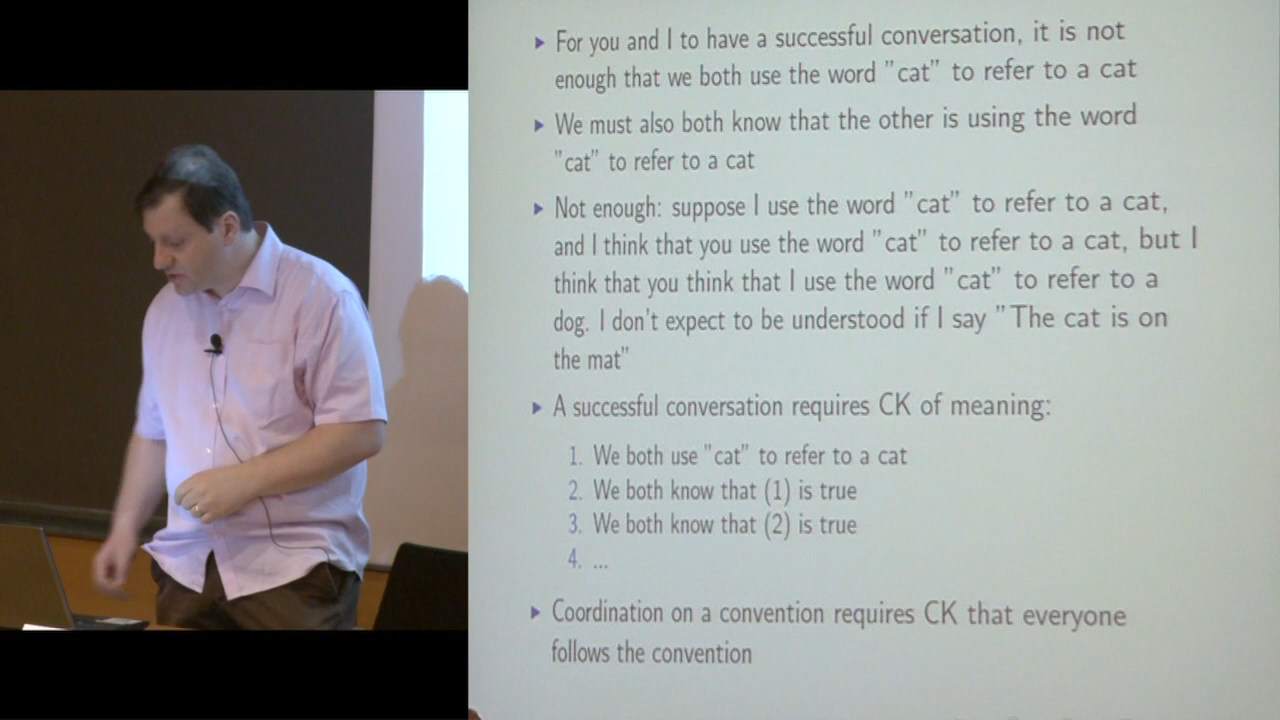 ▸ For you and I to have a successful conversation, it is not
enough that we both use the word "cat" to refer to a cat
▸ We must also both know that the other is using the word
"cat" to refer to a cat
▸ Not enough: suppose I use the word "cat" to refer to a cat,
and I think that you use the word "cat" to refer to a cat, but I
think that you think that I use the word "cat" to refer to a
dog. I don't expect to be understood if I say "The cat is on
the mat"
▸ A successful conversation requires CK of meaning:
1. We both use "cat" to refer to a cat
2. We both know that (1) is true
3. We both know that (2) is true
4. ...
▸ Coordination on a convention requires CK that everyone
follows the convention